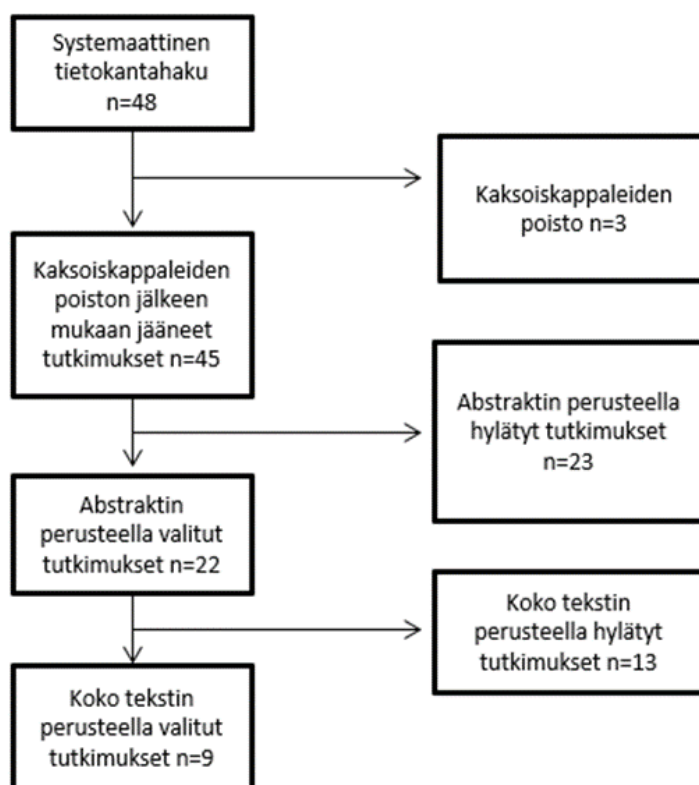 Systemaattinen
tietokantahaku
n=48
Kaksoiskappaleiden
poisto n=3
Kaksoiskappaleiden
poiston jälkeen
mukaan jääneet
tutkimukset n=45
Abstraktin perusteella
hylätyt tutkimukset
n=23
Abstraktin
perusteella valitut
tutkimukset n=22
Koko tekstin
perusteella hylätyt
tutkimukset n=13
Koko tekstin
perusteella valitut
tutkimukset n=9